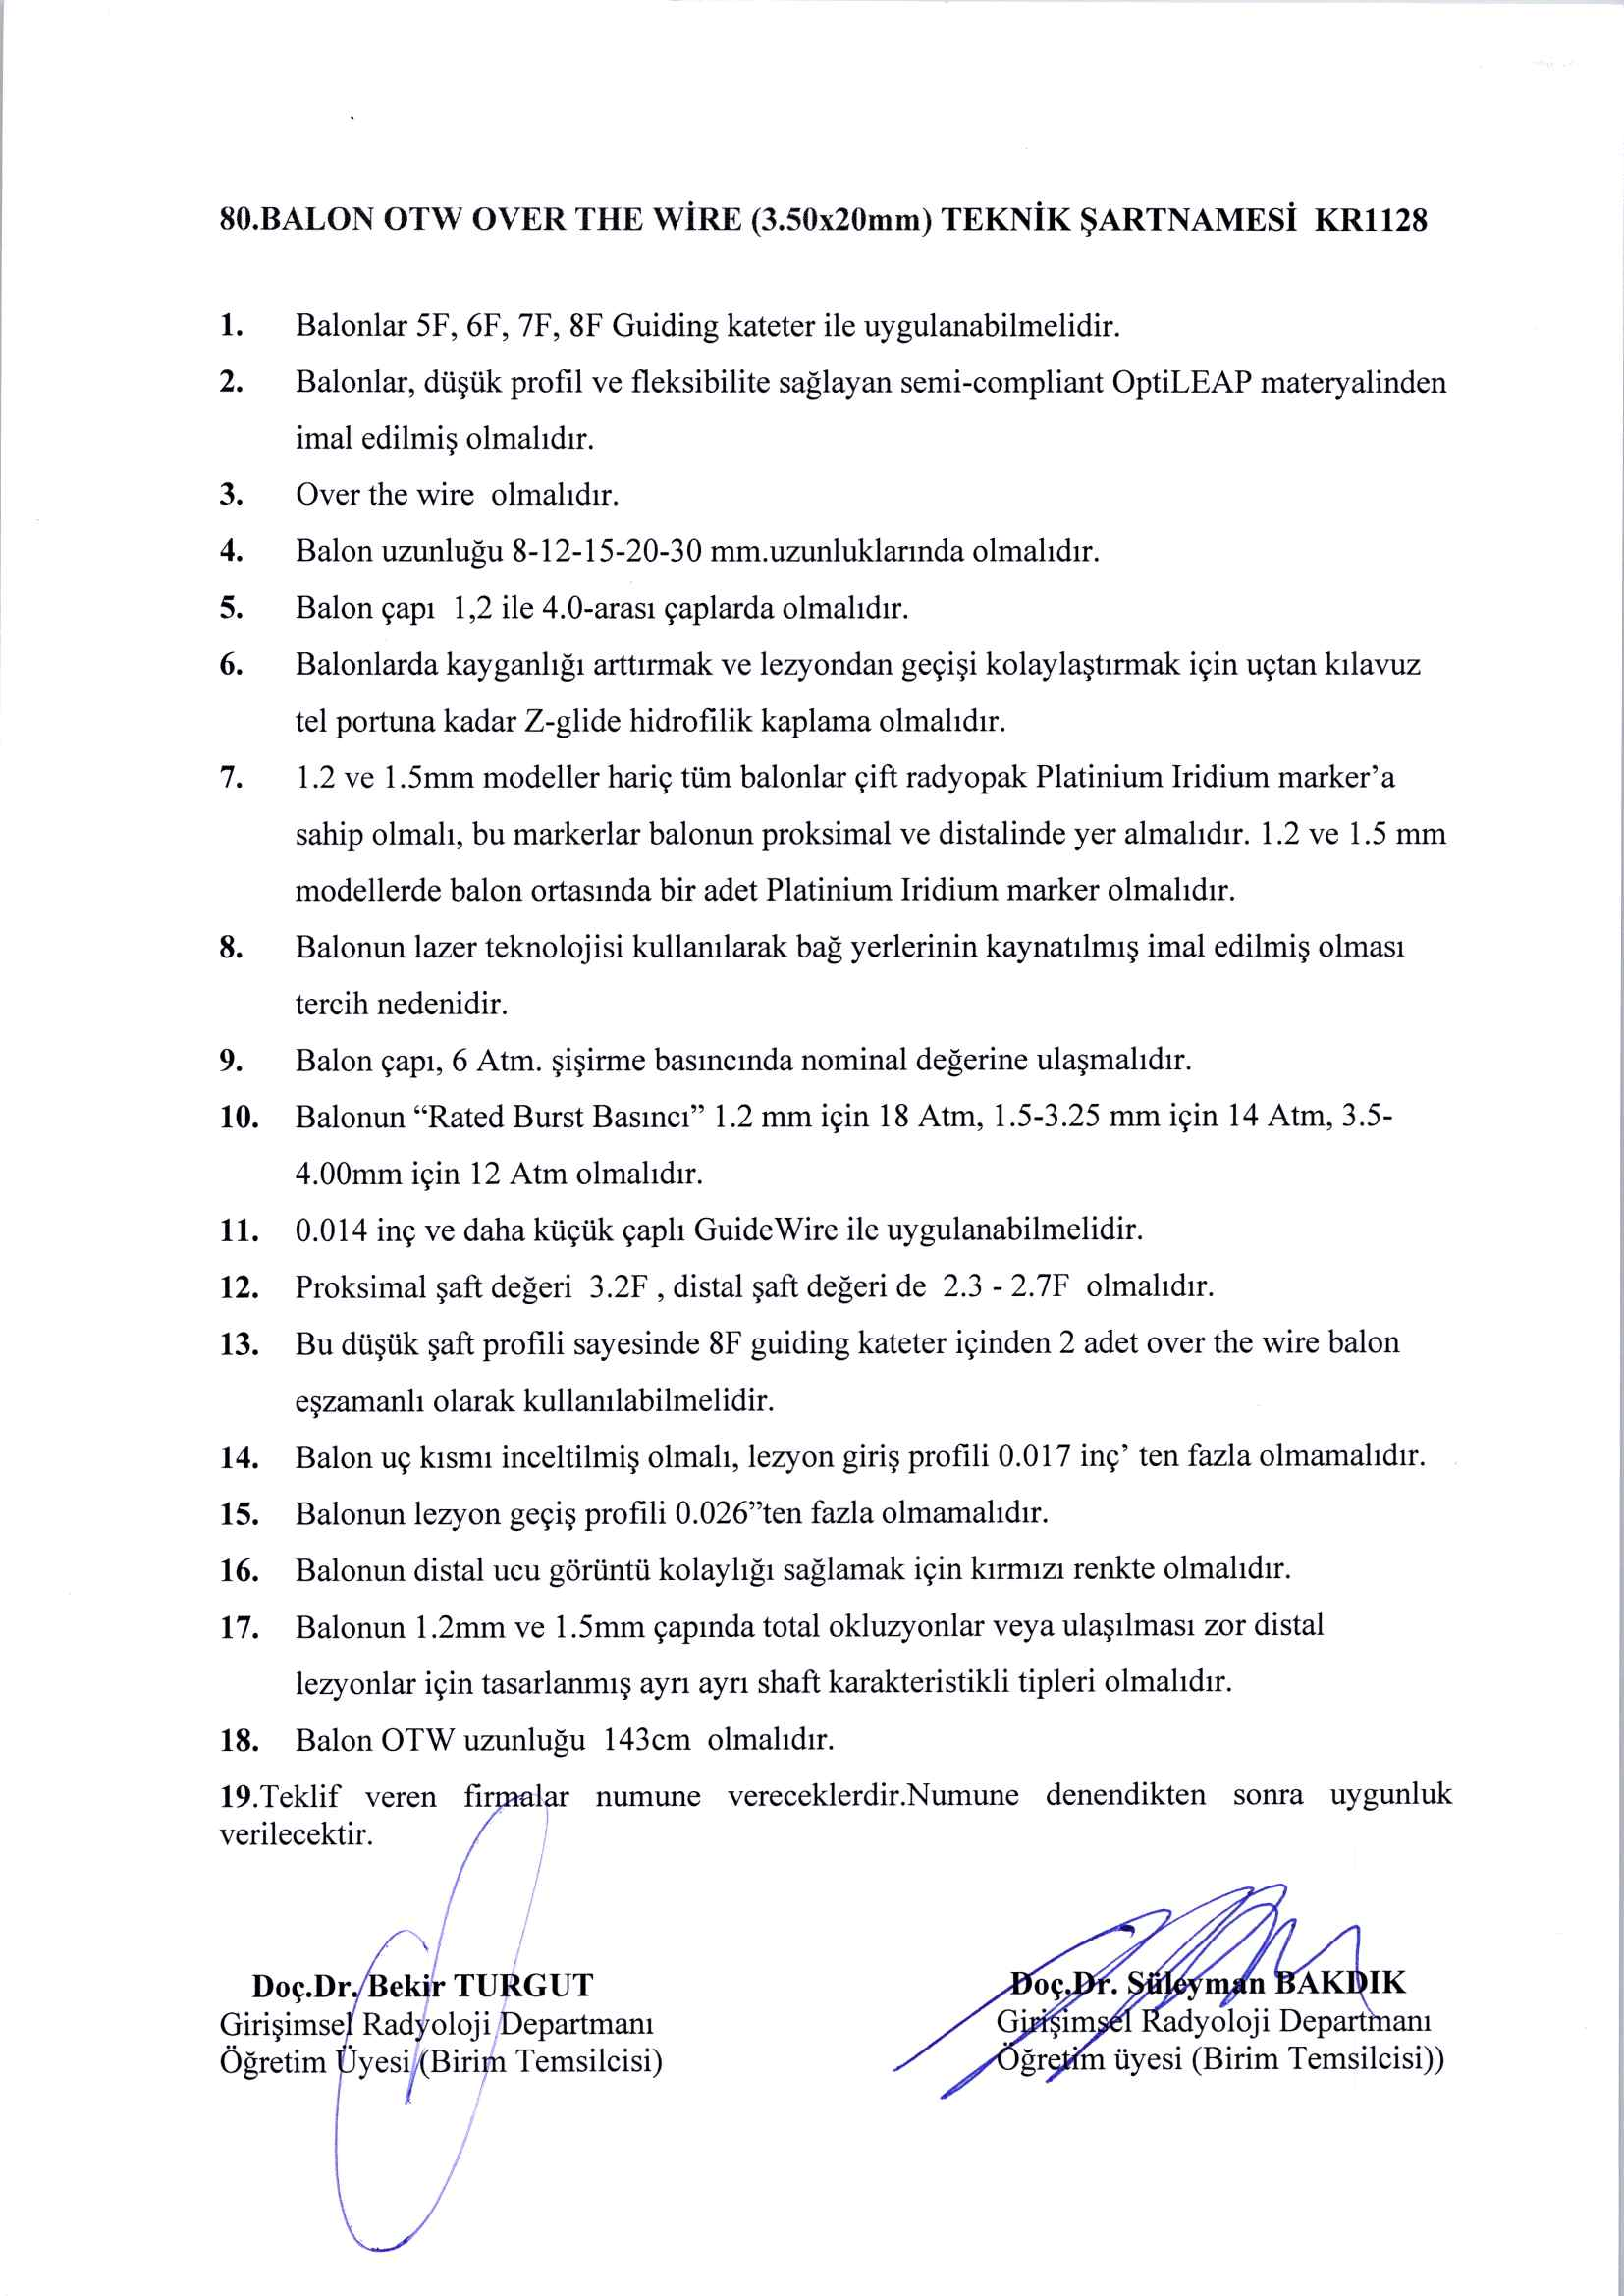 80.BALON OTW OVER THE WİRE (3.50x20mm) TEKNİK ŞARTNAMESİ KR1128
1. Balonlar 5F, 6F, 7F, 8F Guiding kateter ile uygulanabilmelidir.
2. Balonlar, düşük profil ve fleksibilite sağlayan semi-compliant OptiLEAP materyalinden
imal edilmiş olmalıdır.
3. Over the wire olmalıdır.
4. Balon uzunluğu 8-12-15-20-30 mm.uzunluklarında olmalıdır.
5. Balon çapı 1,2 ile 4.0-arası çaplarda olmalıdır.
6. Balonlarda kayganlığı arttırmak ve lezyondan geçişi kolaylaştırmak için uçtan kılavuz
tel portuna kadar Z-glide hidrofilik kaplama olmalıdır.
7. 1.2 ve 1.5mm modeller hariç tüm balonlar çift radyopak Platinium Iridium marker’a
sahip olmalı, bu markerlar balonun proksimal ve distalinde yer almalıdır. 1.2 ve 1.5 mm
modellerde balon ortasında bir adet Platinium Iridium marker olmalıdır.
8. Balonun lazer teknolojisi kullanılarak bağ yerlerinin kaynatılmış imal edilmiş olması
tercih nedenidir.
9. Balon çapı, 6 Atm. şişirme basıncında nominal değerine ulaşmalıdır.
10. Balonun “Rated Burst Basıncı” 1.2 mm için 18 Atm, 1.5-3.25 mm için 14 Atm, 3.5-
4.00mm için 12 Atm olmalıdır.
11. 0.014 inç ve daha küçük çaplı GuideWire ile uygulanabilmelidir.
12. Proksimal şaft değeri 3.2F , distal şaft değeri de 2.3 - 2.7F olmalıdır.
13. Bu düşük şaft profili sayesinde 8F guiding kateter içinden 2 adet over the wire balon
eşzamanlı olarak kullanılabilmelidir.
14. Balon uç kısmı inceltilmiş olmalı, lezyon giriş profili 0.017 inç’ ten fazla olmamalıdır.
15. Balonun lezyon geçiş profili 0.026”ten fazla olmamalıdır.
16. Balonun distal ucu görüntü kolaylığı sağlamak için kırmızı renkte olmalıdır.
17. Balonun 1.2mm ve 1.5mm çapında total okluzyonlar veya ulaşılması zor distal
lezyonlar için tasarlanmış ayrı ayrı shaft karakteristikli tipleri olmalıdır.
18. Balon OTW uzunluğu 143cm olmalıdır.
19.Teklif veren firmalar numune vereceklerdir.Numune denendikten sonra uygunluk
verilecektir.
Doç.Dr. Bekir TURGUT
Girişimsel Radyoloji Departmanı
Öğretim Üyesi (Birim Temsilcisi)
Doç.Dr. Süleyman BAKDIK
Girişimsel Radyoloji Departmanı
Öğretim üyesi (Birim Temsilcisi))